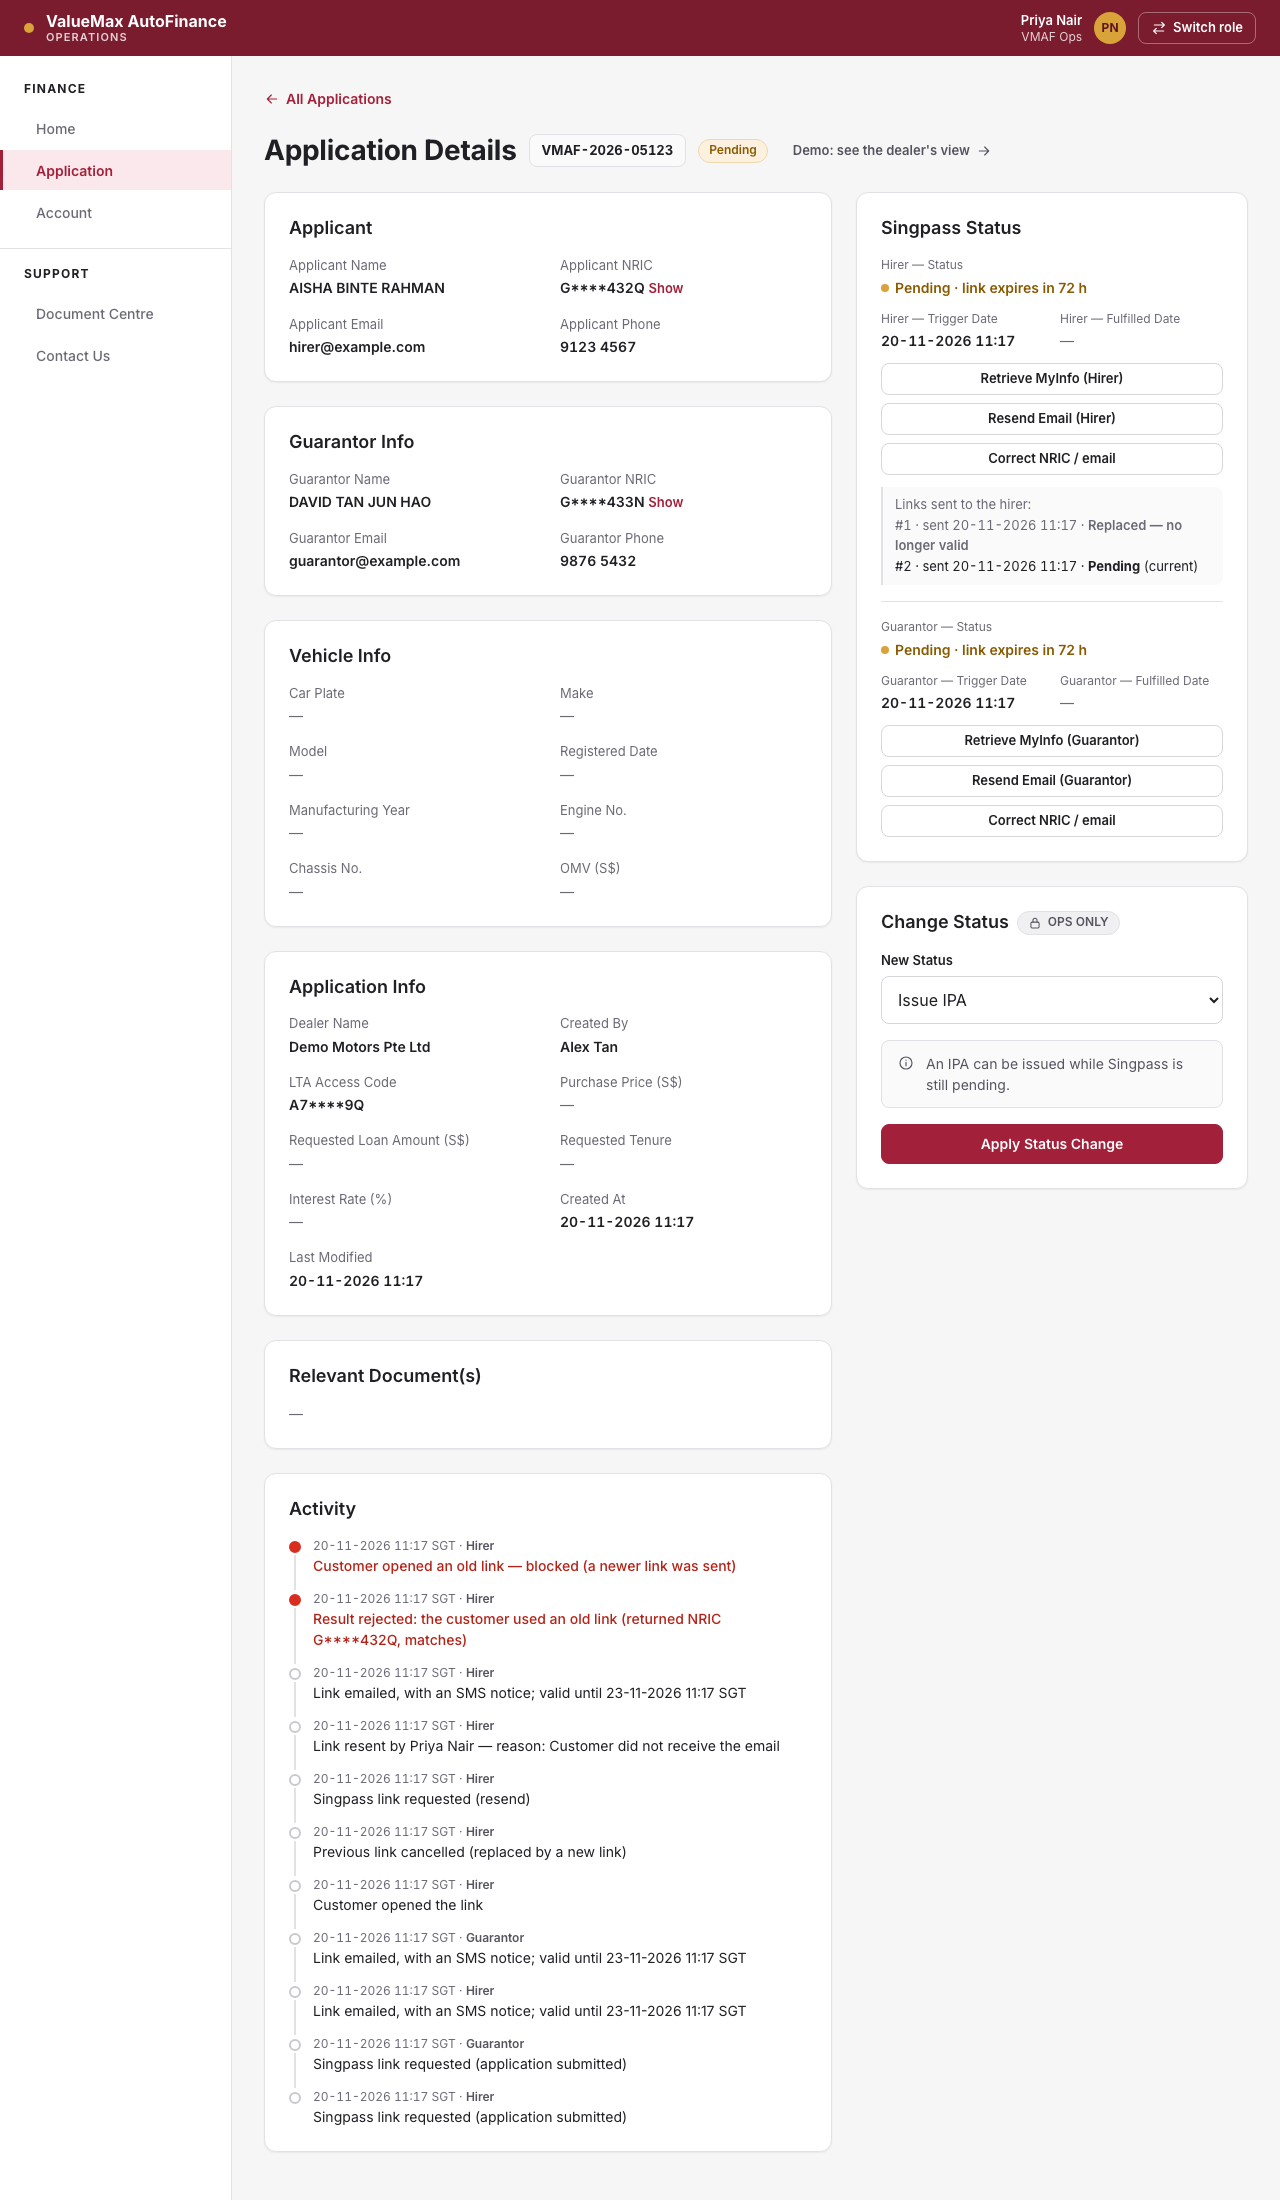 ValueMax AutoFinance
OPERATIONS
Priya Nair
VMAF Ops
PN
Switch role
FINANCE
Home
Application
Account
SUPPORT
Document Centre
Contact Us
← All Applications
Application Details
VMAF-2026-05123
Pending
Demo: see the dealer's view →
Applicant
Applicant Name
AISHA BINTE RAHMAN
Applicant NRIC
G****432Q Show
Applicant Email
hirer@example.com
Applicant Phone
9123 4567
Guarantor Info
Guarantor Name
DAVID TAN JUN HAO
Guarantor NRIC
G****433N Show
Guarantor Email
guarantor@example.com
Guarantor Phone
9876 5432
Vehicle Info
Car Plate
—
Make
—
Model
—
Registered Date
—
Manufacturing Year
—
Engine No.
—
Chassis No.
—
OMV (S$)
—
Application Info
Dealer Name
Demo Motors Pte Ltd
Created By
Alex Tan
LTA Access Code
A7****9Q
Purchase Price (S$)
—
Requested Loan Amount (S$)
—
Requested Tenure
—
Interest Rate (%)
—
Created At
20-11-2026 11:17
Last Modified
20-11-2026 11:17
Relevant Document(s)
—
Activity
20-11-2026 11:17 SGT · Hirer
Customer opened an old link — blocked (a newer link was sent)
20-11-2026 11:17 SGT · Hirer
Result rejected: the customer used an old link (returned NRIC
G****432Q, matches)
20-11-2026 11:17 SGT · Hirer
Link emailed, with an SMS notice; valid until 23-11-2026 11:17 SGT
20-11-2026 11:17 SGT · Hirer
Link resent by Priya Nair — reason: Customer did not receive the email
20-11-2026 11:17 SGT · Hirer
Singpass link requested (resend)
20-11-2026 11:17 SGT · Hirer
Previous link cancelled (replaced by a new link)
20-11-2026 11:17 SGT · Hirer
Customer opened the link
20-11-2026 11:17 SGT · Guarantor
Link emailed, with an SMS notice; valid until 23-11-2026 11:17 SGT
20-11-2026 11:17 SGT · Hirer
Link emailed, with an SMS notice; valid until 23-11-2026 11:17 SGT
20-11-2026 11:17 SGT · Guarantor
Singpass link requested (application submitted)
20-11-2026 11:17 SGT · Hirer
Singpass link requested (application submitted)
Singpass Status
Hirer — Status
Pending · link expires in 72 h
Hirer — Trigger Date
20-11-2026 11:17
Hirer — Fulfilled Date
—
Retrieve MyInfo (Hirer)
Resend Email (Hirer)
Correct NRIC / email
Links sent to the hirer:
#1 · sent 20-11-2026 11:17 · Replaced — no
longer valid
#2 · sent 20-11-2026 11:17 · Pending (current)
Guarantor — Status
Pending · link expires in 72 h
Guarantor — Trigger Date
20-11-2026 11:17
Guarantor — Fulfilled Date
—
Retrieve MyInfo (Guarantor)
Resend Email (Guarantor)
Correct NRIC / email
Change Status
OPS ONLY
New Status
Issue IPA
An IPA can be issued while Singpass is
still pending.
Apply Status Change